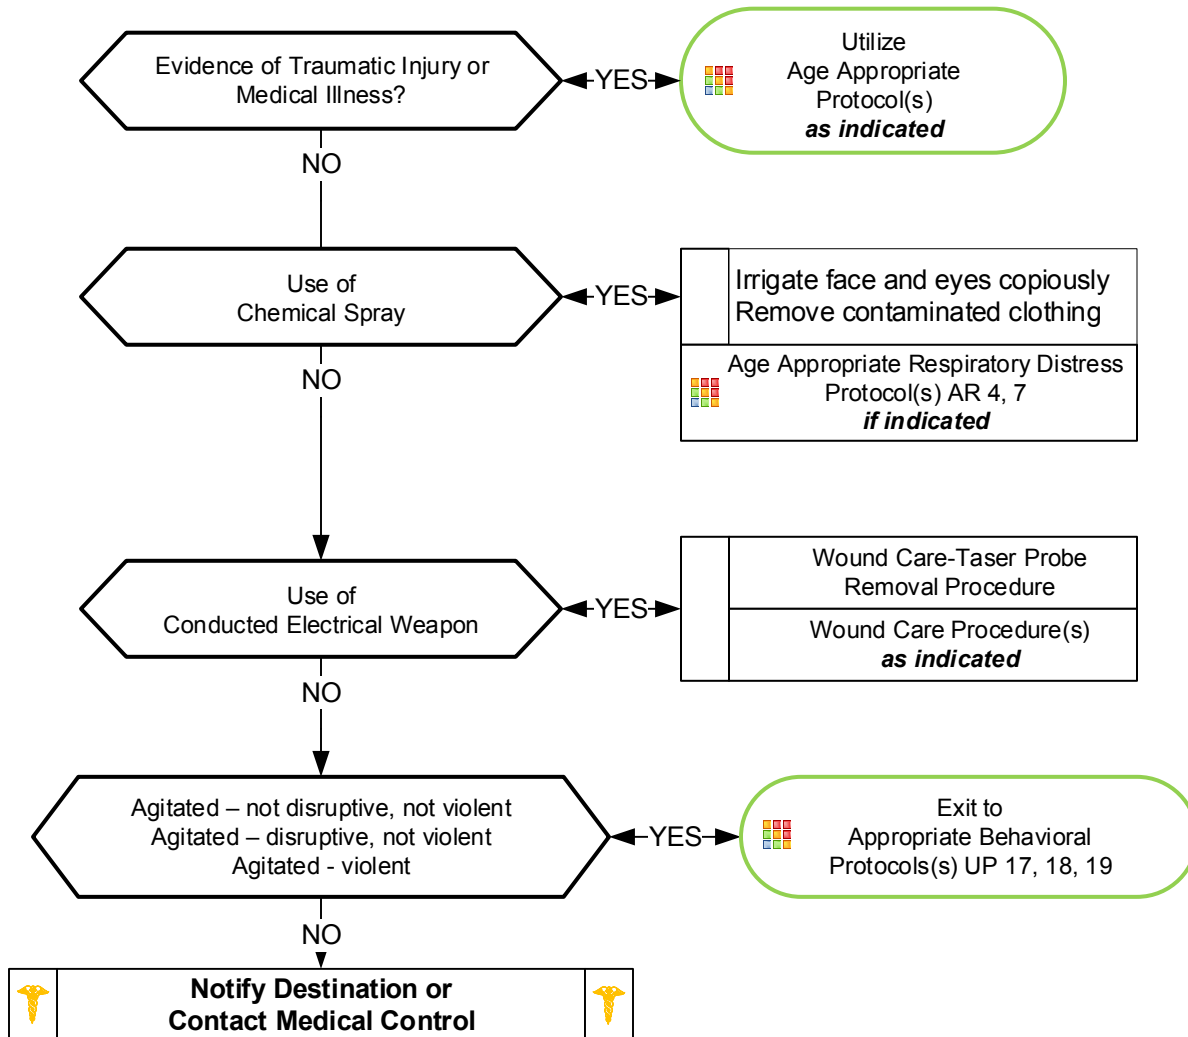 Evidence of Traumatic Injury or
Medical Illness?
YES
Utilize
Age Appropriate
Protocol(s)
as indicated
NO
Use of
Chemical Spray
YES
Irrigate face and eyes copiously
Remove contaminated clothing
Age Appropriate Respiratory Distress
Protocol(s) AR 4, 7
if indicated
NO
Use of
Conducted Electrical Weapon
YES
Wound Care-Taser Probe
Removal Procedure
Wound Care Procedure(s)
as indicated
NO
Agitated – not disruptive, not violent
Agitated – disruptive, not violent
Agitated - violent
YES
Exit to
Appropriate Behavioral
Protocols(s) UP 17, 18, 19
NO
Notify Destination or
Contact Medical Control